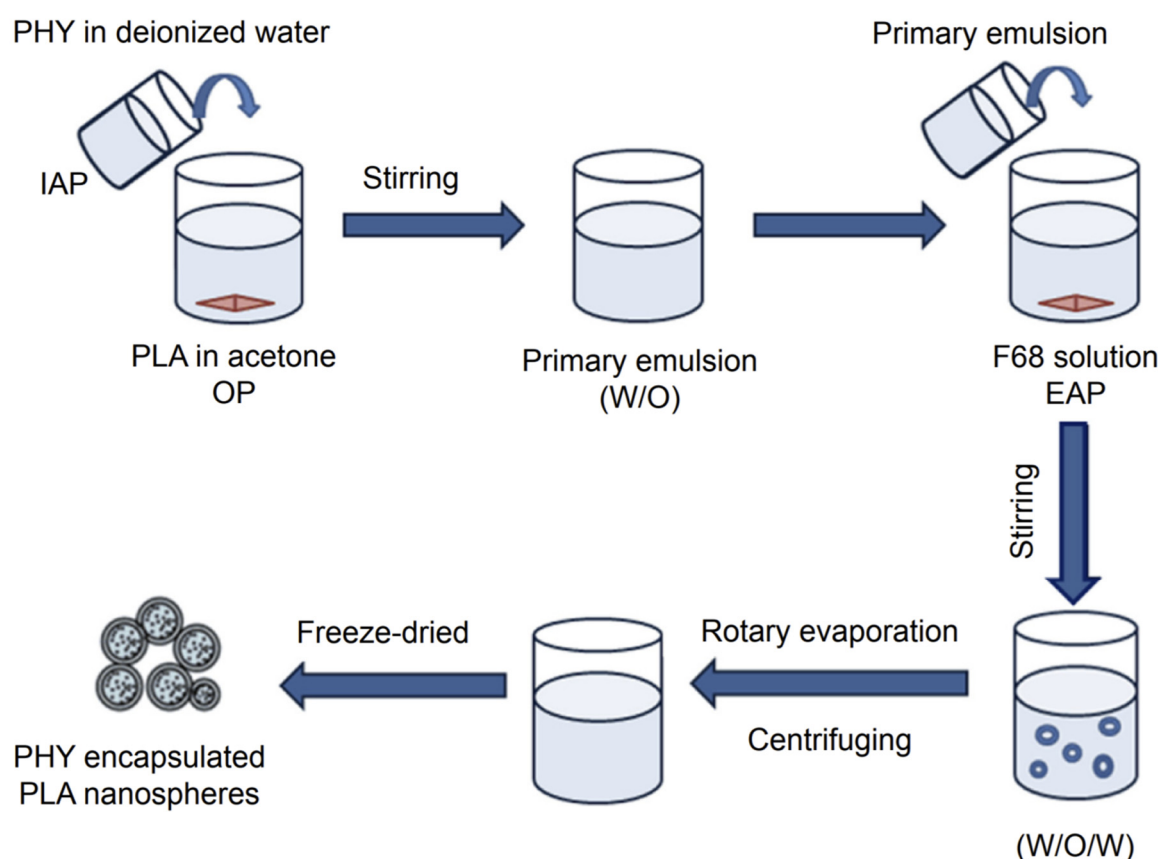 PHY in deionized water
Primary emulsion
IAP
Stirring
PLA in acetone
OP
Primary emulsion
(W/O)
F68 solution
EAP
Stirring
Freeze-dried
Rotary evaporation
Centrifuging
PHY encapsulated
PLA nanospheres
(W/O/W)